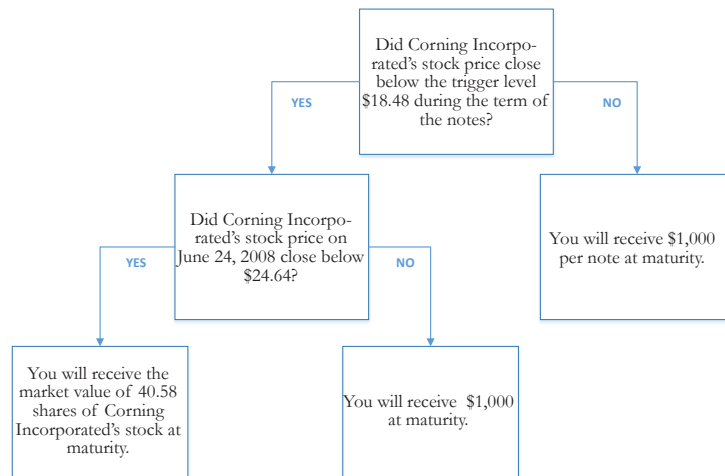 Did Corning Incorpo-
rated's stock price close
below the trigger level
$18.48 during the term of
the notes?
YES
NO
Did Corning Incorpo-
rated's stock price on
June 24, 2008 close below
$24.64?
You will receive $1,000
per note at maturity.
YES
NO
You will receive the
market value of 40.58
shares of Corning
Incorporated's stock at
maturity.
You will receive  $1,000
at maturity.